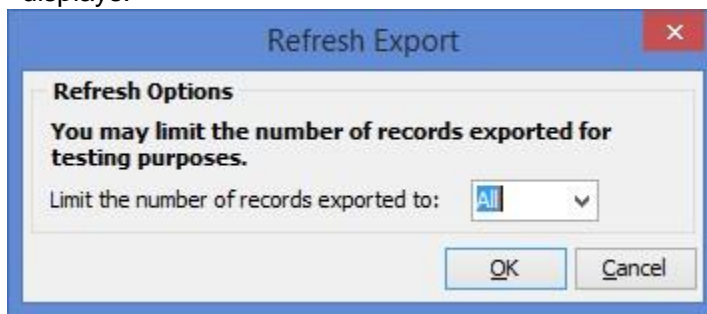 Refresh Export
Refresh Options
You may limit the number of records exported for
testing purposes.
Limit the number of records exported to: All
OK Cancel